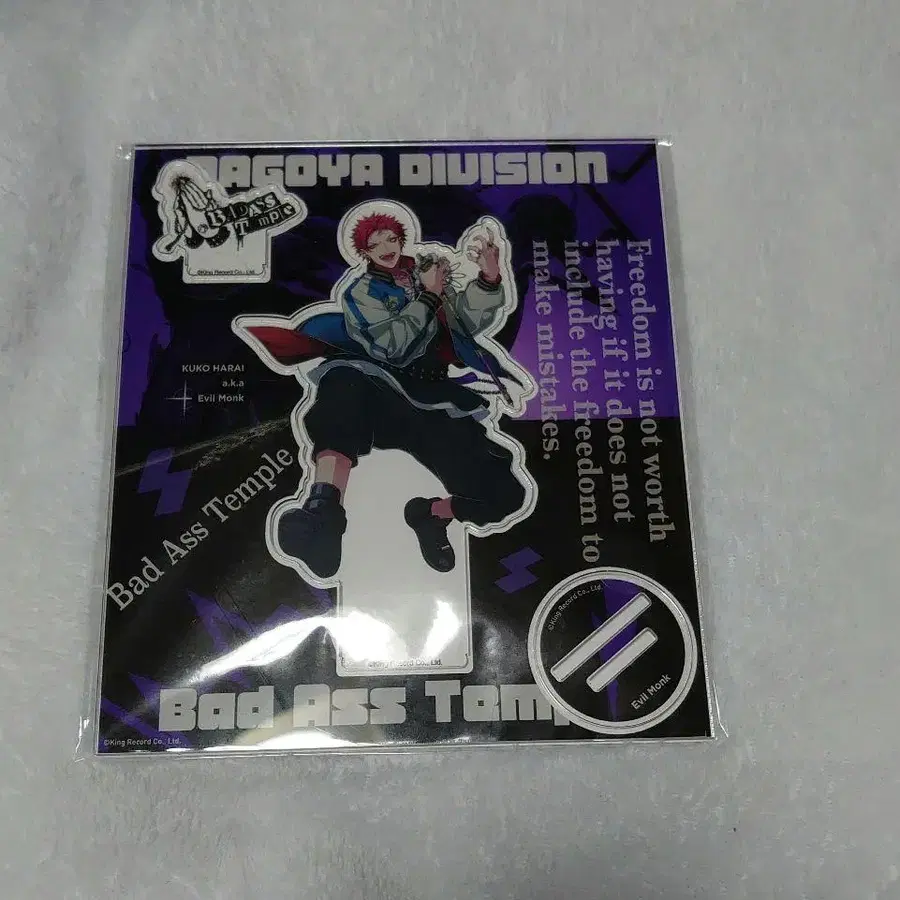 NAGOYA DIVISION
BAD ASS
Temple
©King Record Co., Ltd.
KUKO HARAI
a.k.a
Evil Monk
Freedom is not worth
having if it does not
include the freedom to
make mistakes.
Bad Ass Temple
©King Record Co., Ltd.
©King Record Co., Ltd.
Evil Monk
Bad Ass Temp
©King Record Co., Ltd.